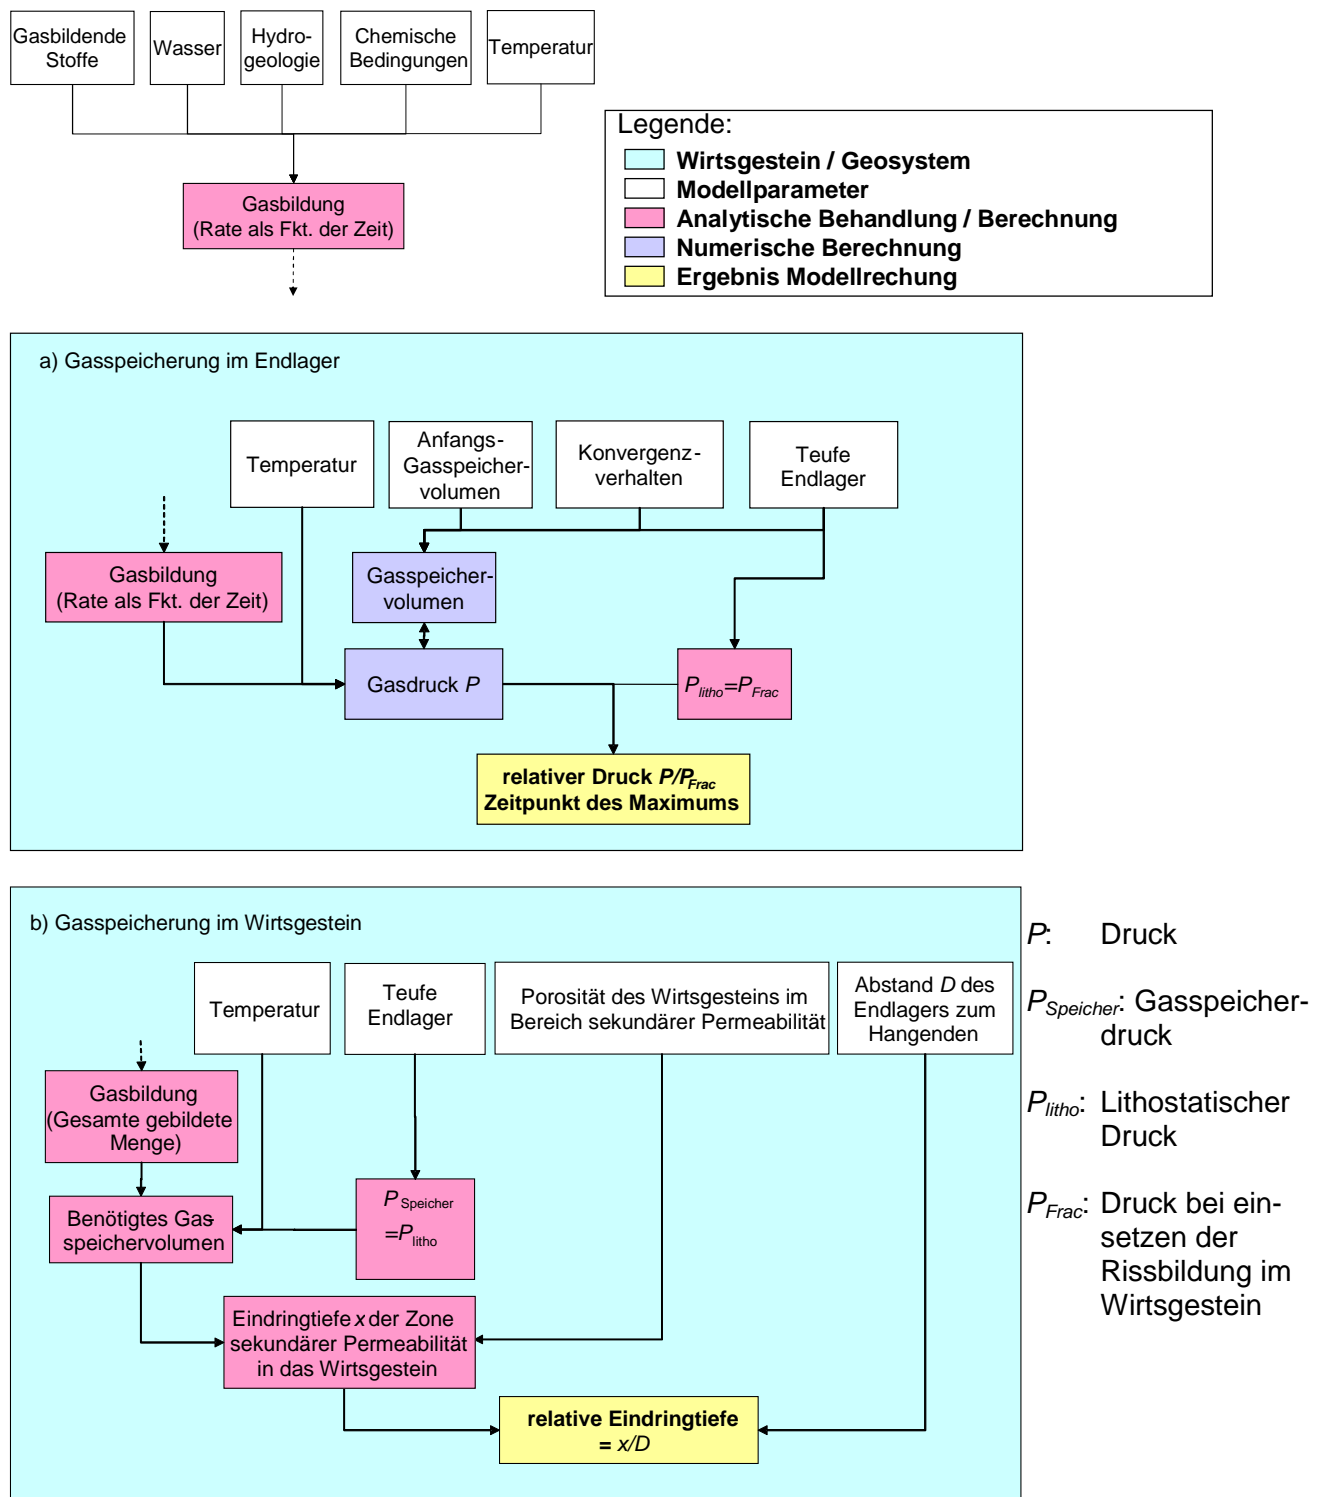 Gasbildende
Stoffe
Wasser
Hydro-
geologie
Chemische
Bedingungen
Temperatur
Gasbildung
(Rate als Fkt. der Zeit)
Legende:
Wirtsgestein / Geosystem
Modellparameter
Analytische Behandlung / Berechnung
Numerische Berechnung
Ergebnis Modellrechung
a) Gasspeicherung im Endlager
Temperatur
Anfangs-
Gasspeicher-
volumen
Konvergenz-
verhalten
Teufe
Endlager
Gasbildung
(Rate als Fkt. der Zeit)
Gasspeicher-
volumen
Gasdruck P
Plitho=PFrac
relativer Druck P/PFrac
Zeitpunkt des Maximums
b) Gasspeicherung im Wirtsgestein
Temperatur
Teufe
Endlager
Porosität des Wirtsgesteins im
Bereich sekundärer Permeabilität
Abstand D des
Endlagers zum
Hangenden
Gasbildung
(Gesamte gebildete
Menge)
Benötigtes Gas-
speichervolumen
PSpeicher
=Plitho
Eindringtiefe x der Zone
sekundärer Permeabilität
in das Wirtsgestein
relative Eindringtiefe
= x/D
P: Druck
PSpeicher: Gasspeicher-
druck
Plitho: Lithostatischer
Druck
PFrac: Druck bei ein-
setzen der
Rissbildung im
Wirtsgestein